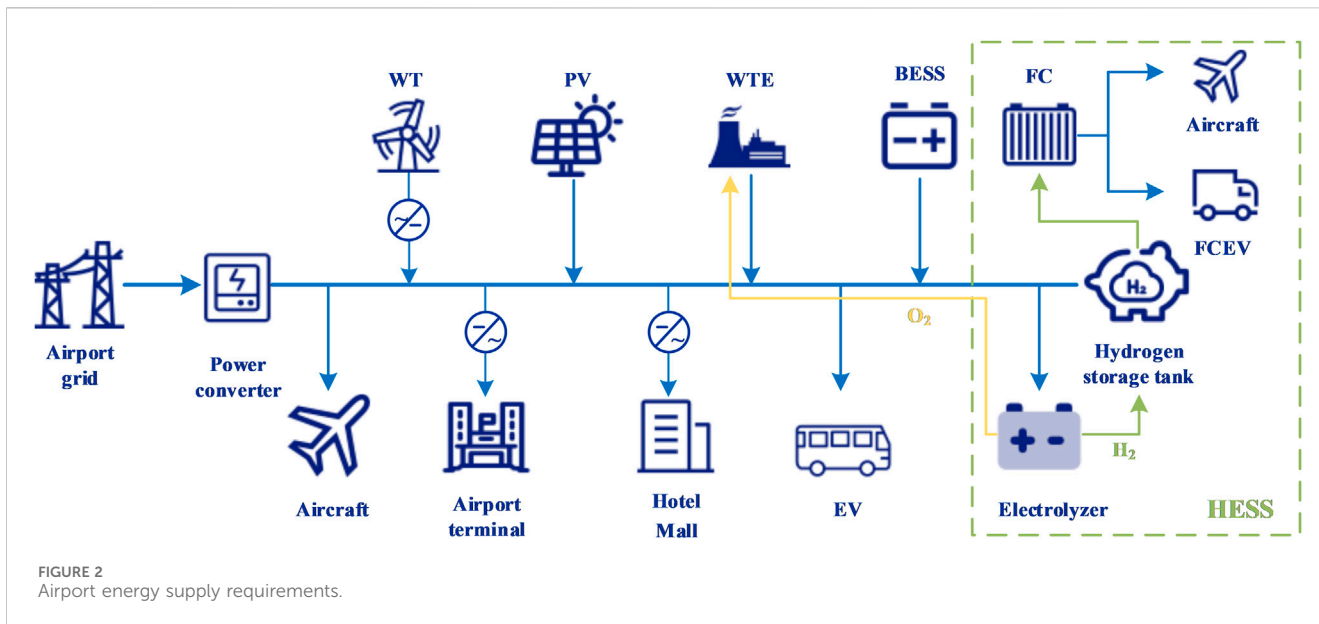 WT
PV
WTE
BESS
FC
Aircraft
FCEV
Airport
grid
Power
converter
O₂
H₂
Hydrogen
storage tank
Aircraft
Airport
terminal
Hotel
Mall
EV
Electrolyzer
H₂
HESS
FIGURE 2
Airport energy supply requirements.